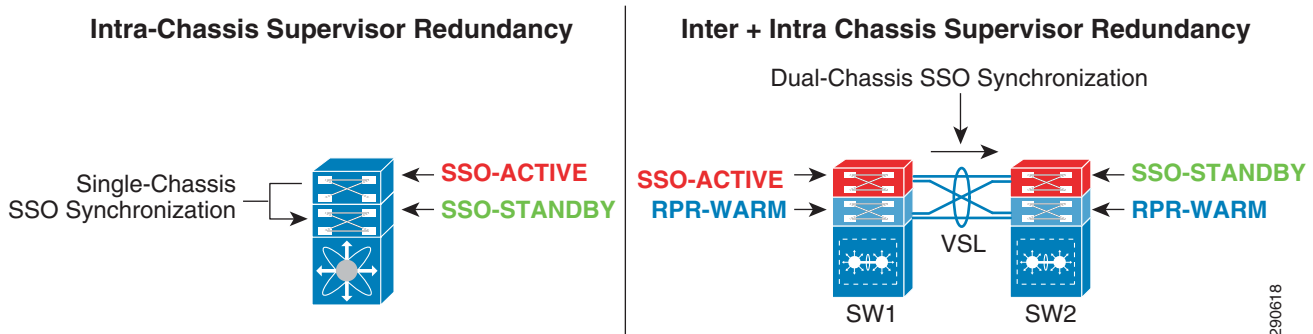 Intra-Chassis Supervisor Redundancy
Single-Chassis
SSO Synchronization
SSO-ACTIVE
SSO-STANDBY
Inter + Intra Chassis Supervisor Redundancy
Dual-Chassis SSO Synchronization
SSO-ACTIVE
RPR-WARM
SSO-STANDBY
RPR-WARM
VSL
SW1
SW2
290618